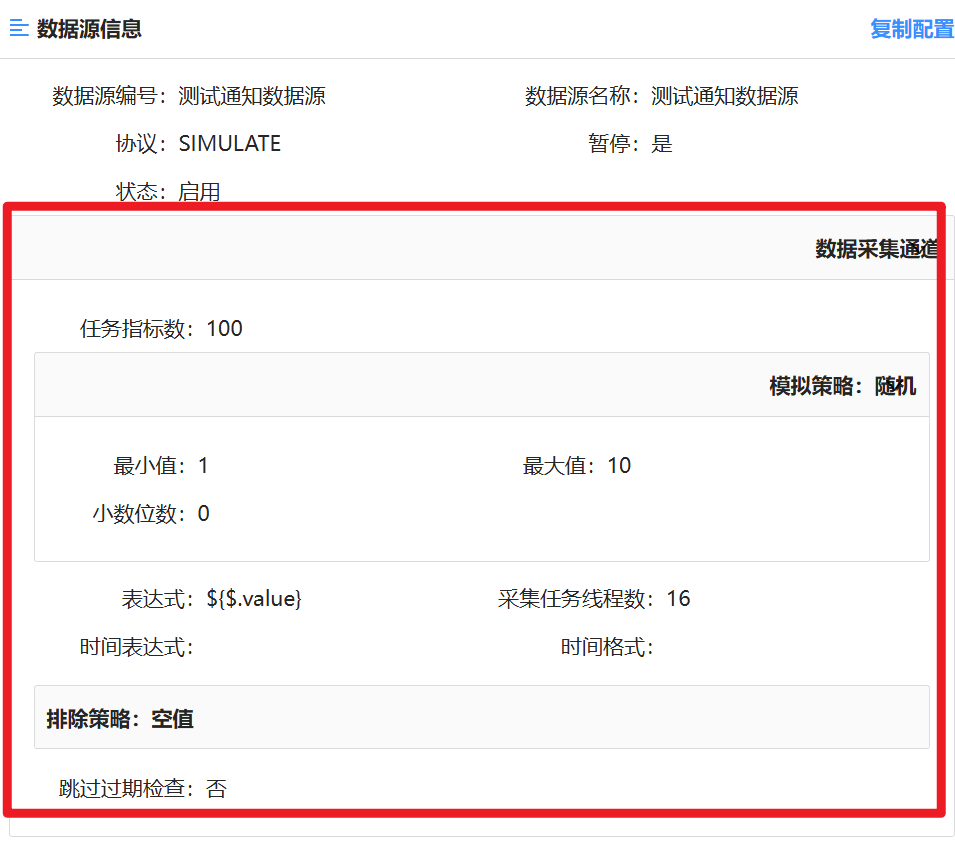 数据源信息 复制配置
数据源编号：测试通知数据源 数据源名称：测试通知数据源
协议：SIMULATE 暂停：是
状态：启用
数据采集通道
任务指标数：100
模拟策略：随机
最小值：1 最大值：10
小数位数：0
表达式：${$.value} 采集任务线程数：16
时间表达式： 时间格式：
排除策略：空值
跳过过期检查：否